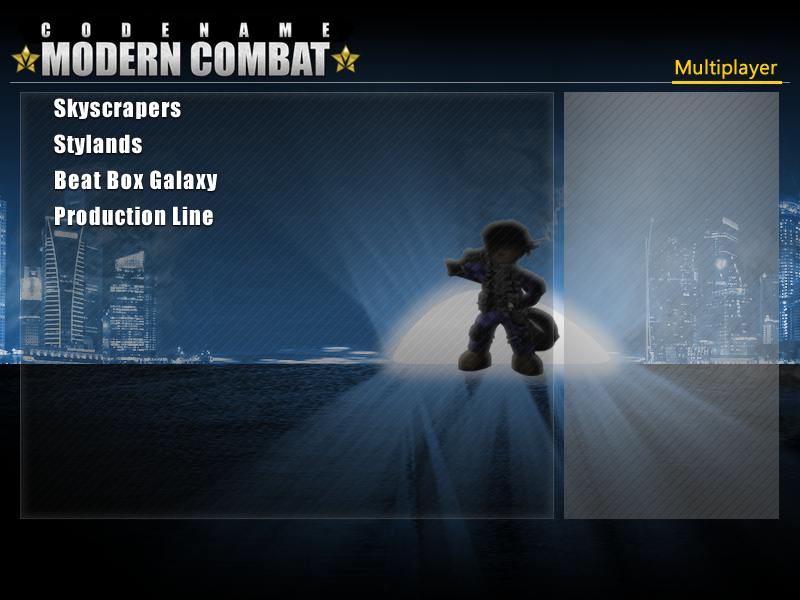 CODENAME
MODERN COMBAT
Multiplayer
Skyscrapers
Stylands
Beat Box Galaxy
Production Line